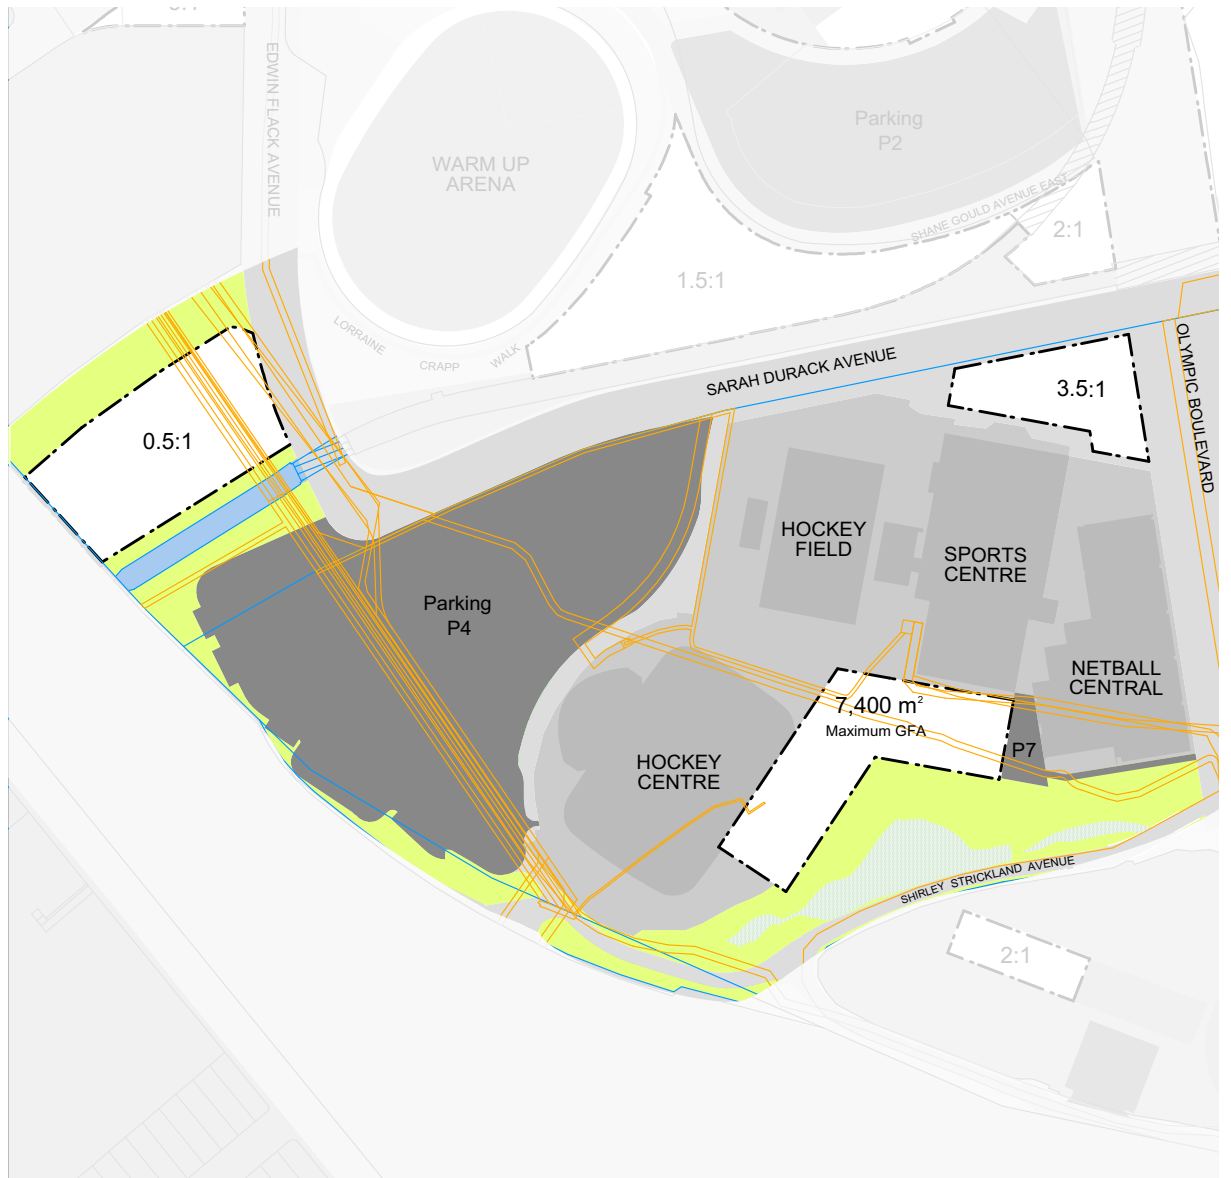 EDWIN FLACK AVENUE
WARM UP
ARENA
Parking
P2
SHANE GOULD AVENUE EAST
2:1
1.5:1
LORRAINE CRAPP WALK
SARAH DURACK AVENUE
OLYMPIC BOULEVARD
3.5:1
0.5:1
HOCKEY
FIELD
SPORTS
CENTRE
Parking
P4
NETBALL
CENTRAL
7,400 m²
Maximum GFA
P7
HOCKEY
CENTRE
SHIRLEY STRICKLAND AVENUE
2:1